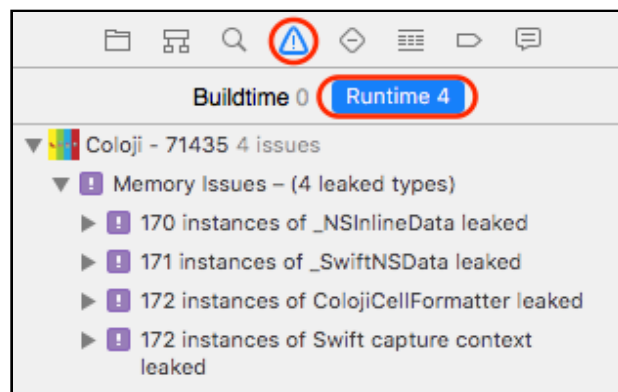 Buildtime 0 Runtime 4
Coloji - 71435 4 issues
Memory Issues – (4 leaked types)
170 instances of _NSInlineData leaked
171 instances of _SwiftNSData leaked
172 instances of ColojiCellFormatter leaked
172 instances of Swift capture context
leaked